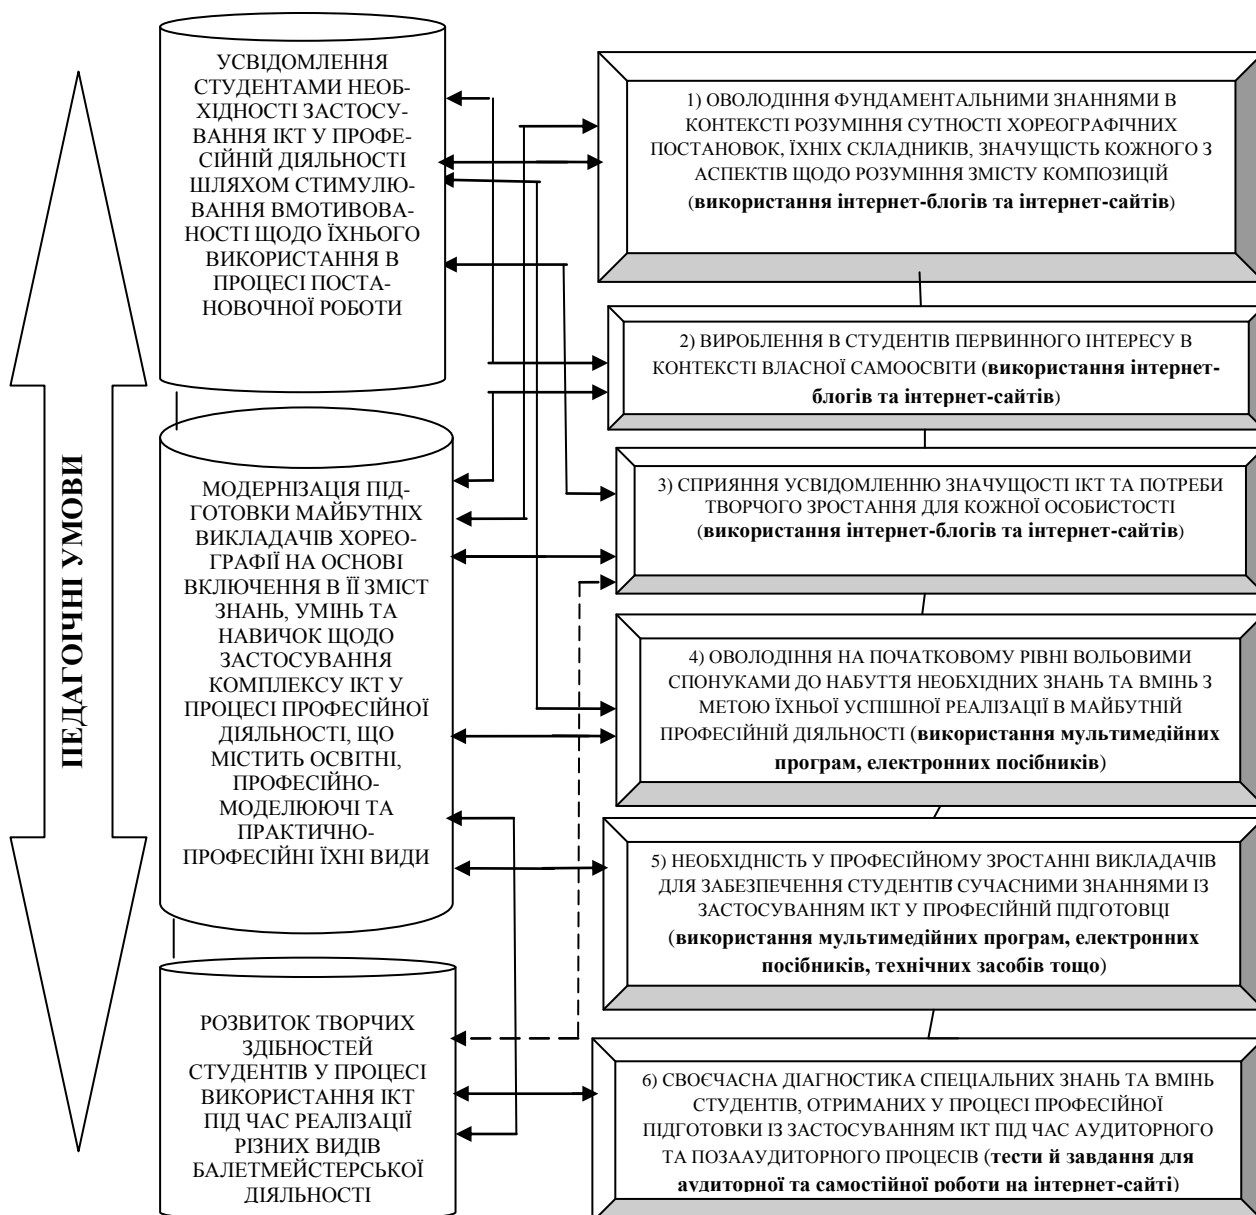 ПЕДАГОГІЧНІ УМОВИ
УСВІДОМЛЕННЯ
СТУДЕНТАМИ НЕОБ-
ХІДНОСТІ ЗАСТОСУ-
ВАННЯ ІКТ У ПРОФЕ-
СІЙНІЙ ДІЯЛЬНОСТІ
ШЛЯХОМ СТИМУЛЮ-
ВАННЯ ВМОТИВОВА-
НОСТІ ЩОДО ЇХНЬОГО
ВИКОРИСТАННЯ В
ПРОЦЕСІ ПОСТА-
НОВОЧНОЇ РОБОТИ
МОДЕРНІЗАЦІЯ ПІД-
ГОТОВКИ МАЙБУТНІХ
ВИКЛАДАЧІВ ХОРЕО-
ГРАФІЇ НА ОСНОВІ
ВКЛЮЧЕННЯ В ЇЇ ЗМІСТ
ЗНАНЬ, УМІНЬ ТА
НАВИЧОК ЩОДО
ЗАСТОСУВАННЯ
КОМПЛЕКСУ ІКТ У
ПРОЦЕСІ ПРОФЕСІЙНОЇ
ДІЯЛЬНОСТІ, ЩО
МІСТИТЬ ОСВІТНІ,
ПРОФЕСІЙНО-
МОДЕЛЮЮЧІ ТА
ПРАКТИЧНО-
ПРОФЕСІЙНІ ЇХНІ ВИДИ
РОЗВИТОК ТВОРЧИХ
ЗДІБНОСТЕЙ
СТУДЕНТІВ У ПРОЦЕСІ
ВИКОРИСТАННЯ ІКТ
ПІД ЧАС РЕАЛІЗАЦІЇ
РІЗНИХ ВИДІВ
БАЛЕТМЕЙСТЕРСЬКОЇ
ДІЯЛЬНОСТІ
1) ОВОЛОДІННЯ ФУНДАМЕНТАЛЬНИМИ ЗНАННЯМИ В
КОНТЕКСТІ РОЗУМІННЯ СУТНОСТІ ХОРЕОГРАФІЧНИХ
ПОСТАНОВОК, ЇХНІХ СКЛАДНИКІВ, ЗНАЧУЩІСТЬ КОЖНОГО З
АСПЕКТІВ ЩОДО РОЗУМІННЯ ЗМІСТУ КОМПОЗИЦІЙ
(використання інтернет-блогів та інтернет-сайтів)
2) ВИРОБЛЕННЯ В СТУДЕНТІВ ПЕРВИННОГО ІНТЕРЕСУ В
КОНТЕКСТІ ВЛАСНОЇ САМООСВІТИ (використання інтернет-
блогів та інтернет-сайтів)
3) СПРИЯННЯ УСВІДОМЛЕННЮ ЗНАЧУЩОСТІ ІКТ ТА ПОТРЕБИ
ТВОРЧОГО ЗРОСТАННЯ ДЛЯ КОЖНОЇ ОСОБИСТОСТІ
(використання інтернет-блогів та інтернет-сайтів)
4) ОВОЛОДІННЯ НА ПОЧАТКОВОМУ РІВНІ ВОЛЬОВИМИ
СПОНУКАМИ ДО НАБУТТЯ НЕОБХІДНИХ ЗНАНЬ ТА ВМІНЬ З
МЕТОЮ ЇХНЬОЇ УСПІШНОЇ РЕАЛІЗАЦІЇ В МАЙБУТНІЙ
ПРОФЕСІЙНІЙ ДІЯЛЬНОСТІ (використання мультимедійних
програм, електронних посібників)
5) НЕОБХІДНІСТЬ У ПРОФЕСІЙНОМУ ЗРОСТАННІ ВИКЛАДАЧІВ
ДЛЯ ЗАБЕЗПЕЧЕННЯ СТУДЕНТІВ СУЧАСНИМИ ЗНАННЯМИ ІЗ
ЗАСТОСУВАННЯМ ІКТ У ПРОФЕСІЙНІЙ ПІДГОТОВЦІ
(використання мультимедійних програм, електронних
посібників, технічних засобів тощо)
6) СВОЄЧАСНА ДІАГНОСТИКА СПЕЦІАЛЬНИХ ЗНАНЬ ТА ВМІНЬ
СТУДЕНТІВ, ОТРИМАНИХ У ПРОЦЕСІ ПРОФЕСІЙНОЇ
ПІДГОТОВКИ ІЗ ЗАСТОСУВАННЯМ ІКТ ПІД ЧАС АУДИТОРНОГО
ТА ПОЗААУДИТОРНОГО ПРОЦЕСІВ (тести й завдання для
аудиторної та самостійної роботи на інтернет-сайті)